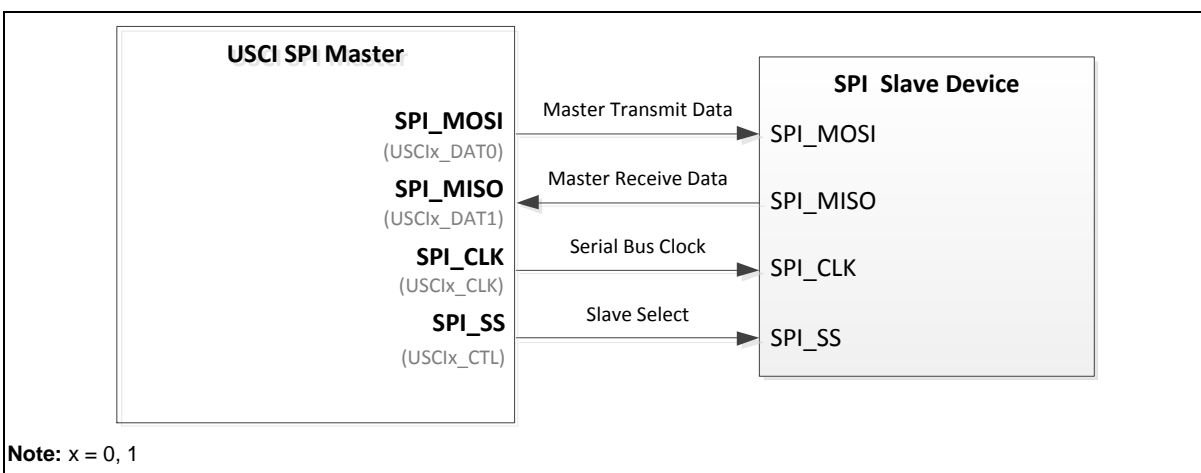 USCI SPI Master
SPI_MOSI
(USCIx_DAT0)
SPI_MISO
(USCIx_DAT1)
SPI_CLK
(USCIx_CLK)
SPI_SS
(USCIx_CTL)
Master Transmit Data
Master Receive Data
Serial Bus Clock
Slave Select
SPI Slave Device
SPI_MOSI
SPI_MISO
SPI_CLK
SPI_SS
Note: x = 0, 1